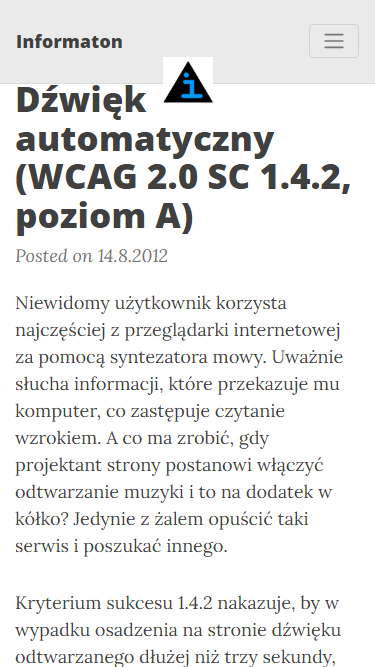 Informaton
Dźwięk
automatyczny
(WCAG 2.0 SC 1.4.2,
poziom A)
Posted on 14.8.2012
Niewidomy użytkownik korzysta
najczęściej z przeglądarki internetowej
za pomocą syntezatora mowy. Uważnie
słucha informacji, które przekazuje mu
komputer, co zastępuje czytanie
wzrokiem. A co ma zrobić, gdy
projektant strony postanowi włączyć
odtwarzanie muzyki i to na dodatek w
kółko? Jedynie z żalem opuścić taki
serwis i poszukać innego.
Kryterium sukcesu 1.4.2 nakazuje, by w
wypadku osadzenia na stronie dźwięku
odtwarzanego dłużej niż trzy sekundy,